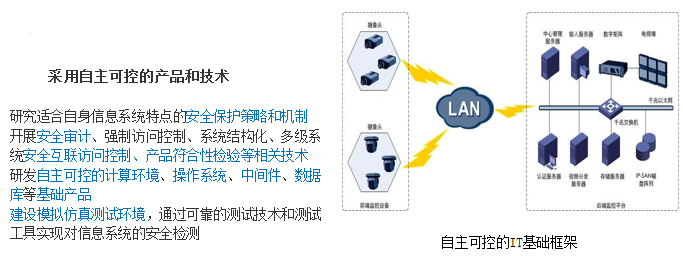 采用自主可控的产品和技术
研究适合自身信息系统特点的安全保护策略和机制
开展安全审计、强制访问控制、系统结构化、多级系
统安全互联访问控制、产品符合性检验等相关技术
研发自主可控的计算环境、操作系统、中间件、数据
库等基础产品
建设模拟仿真测试环境，通过可靠的测试技术和测试
工具实现对信息系统的安全检测
摄像头
摄像头
前端监控设备
LAN
中心管理
服务器
接入服务器
数字矩阵
电视墙
千兆以太网
千兆交换机
认证服务器
视频分发
服务器
存储服务器
IP-SAN磁
盘阵列
后端监控平台
自主可控的IT基础框架